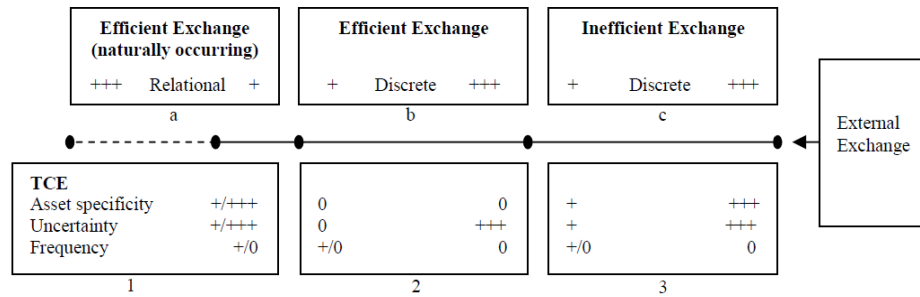 Efficient Exchange
(naturally occurring)
+++ Relational +
a
Efficient Exchange
+ Discrete +++
b
Inefficient Exchange
+ Discrete +++
c
External
Exchange
TCE
Asset specificity +/+++
Uncertainty +/+++
Frequency +/0
1
0 0
0 +++
+/0 0
2
+ +++
+ +++
+/0 0
3